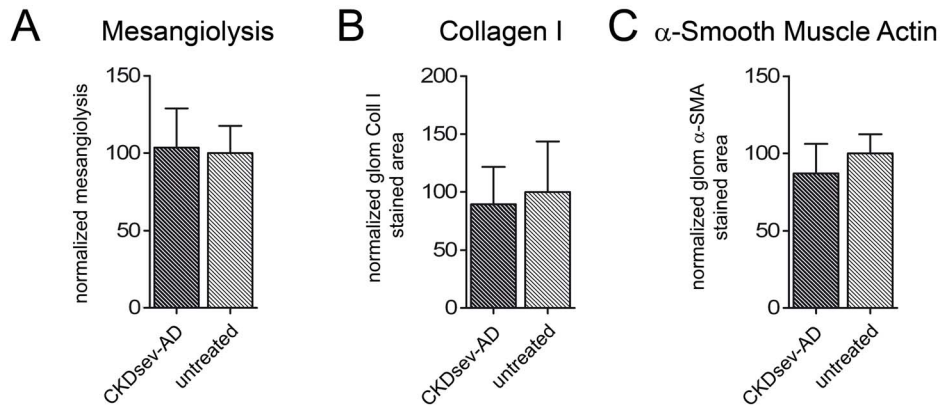 A Mesangiolysis
normalized mesangiolysis
150
100
50
0
CKDsev-AD
untreated
B Collagen I
normalized glom Coll I
stained area
200
150
100
50
0
CKDsev-AD
untreated
C α-Smooth Muscle Actin
normalized glom α-SMA
stained area
150
100
50
0
CKDsev-AD
untreated